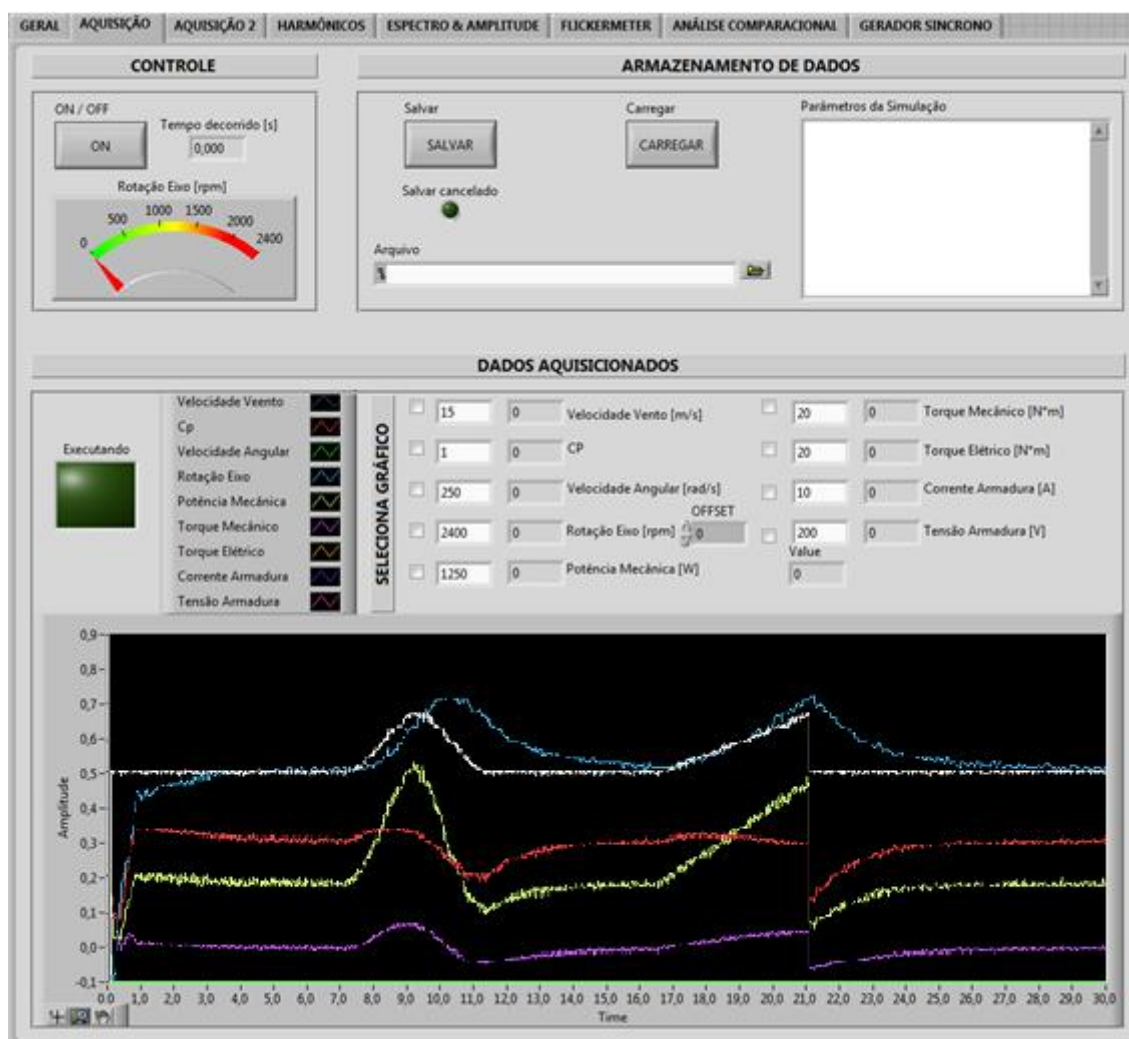 GERAL AQUISIÇÃO AQUISIÇÃO 2 HARMÔNICOS ESPECTRO & AMPLITUDE FLICKERMETER ANÁLISE COMPARACIONAL GERADOR SINCRONO
CONTROLE
ON / OFF
Tempo decorrido [s]
ON
0,000
Rotação Eixo [rpm]
0 500 1000 1500 2000 2400
ARMAZENAMENTO DE DADOS
Salvar
Carregar
Parâmetros da Simulação
SALVAR
CARREGAR
Salvar cancelado
Arquivo
DADOS AQUISICIONADOS
Executando
Velocidade Veento
Cp
Velocidade Angular
Rotação Eixo
Potência Mecânica
Torque Mecânico
Torque Elétrico
Corrente Armadura
Tensão Armadura
SELECIONA GRÁFICO
15 0 Velocidade Vento [m/s]
1 0 CP
250 0 Velocidade Angular [rad/s]
OFFSET
2400 0 Rotação Eixo [rpm] 0
1250 0 Potência Mecânica [W]
20 0 Torque Mecânico [N*m]
20 0 Torque Elétrico [N*m]
10 0 Corrente Armadura [A]
200 0 Tensão Armadura [V]
Value
0
Amplitude
0,9
0,8
0,7
0,6
0,5
0,4
0,3
0,2
0,1
0,0
-0,1
0,0 1,0 2,0 3,0 4,0 5,0 6,0 7,0 8,0 9,0 10,0 11,0 12,0 13,0 14,0 15,0 16,0 17,0 18,0 19,0 20,0 21,0 22,0 23,0 24,0 25,0 26,0 27,0 28,0 29,0 30,0
Time